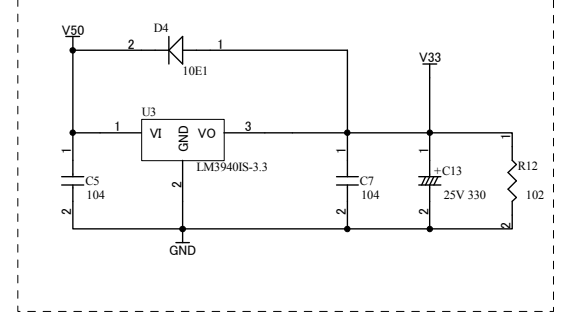 V50
D4
2
1
10E1
V33
U3
1
VI
GND
VO
3
LM3940IS-3.3
2
1
C5
104
2
1
C7
104
2
1
+C13
25V 330
2
1
R12
102
2
GND